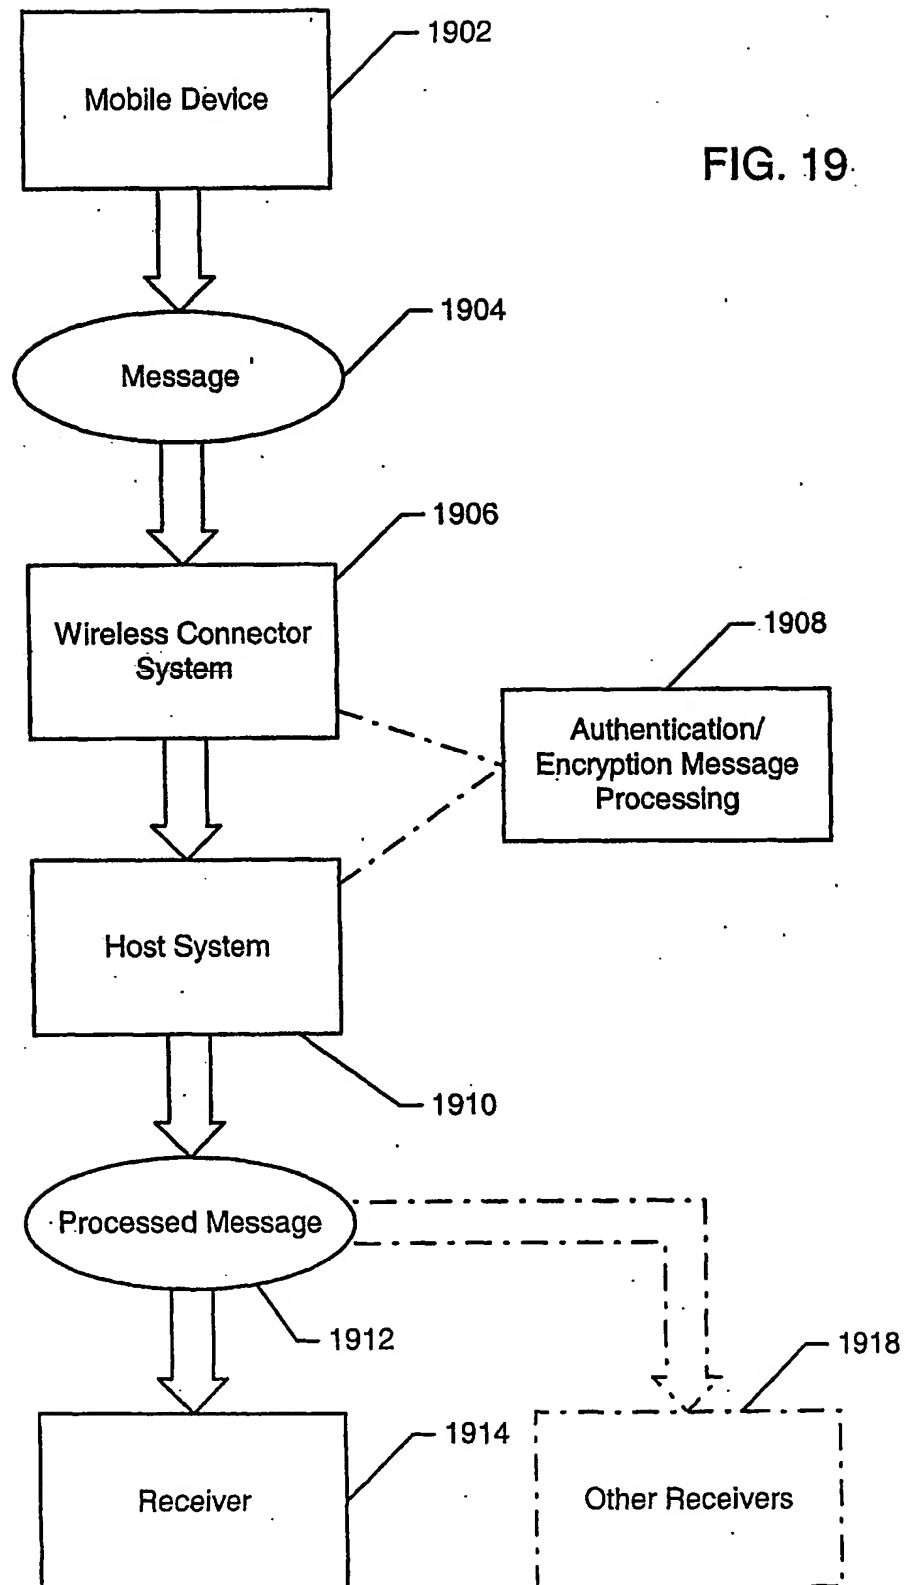 1902
Mobile Device
FIG. 19
1904
Message
1906
Wireless Connector
System
1908
Authentication/
Encryption Message
Processing
Host System
1910
Processed Message
1912
1918
1914
Receiver
Other Receivers